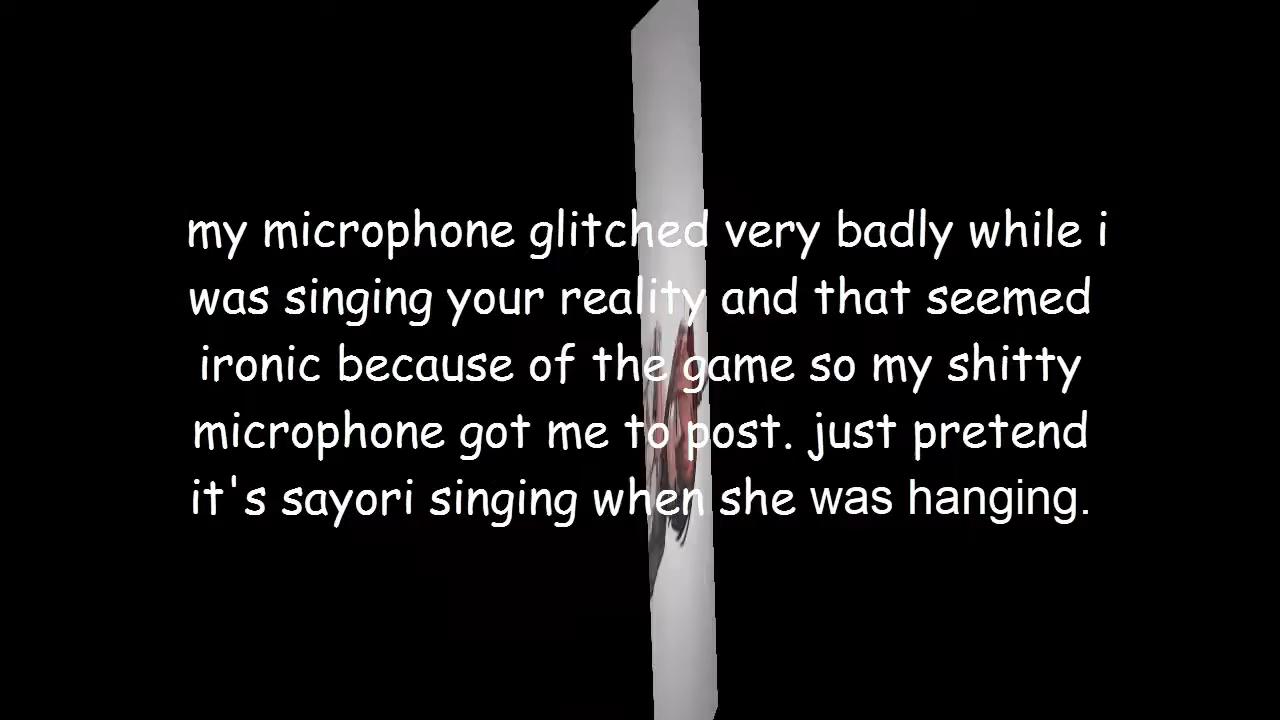 my microphone glitched very badly while i
was singing your reality and that seemed
ironic because of the game so my shitty
microphone got me to post. just pretend
it's sayori singing when she was hanging.